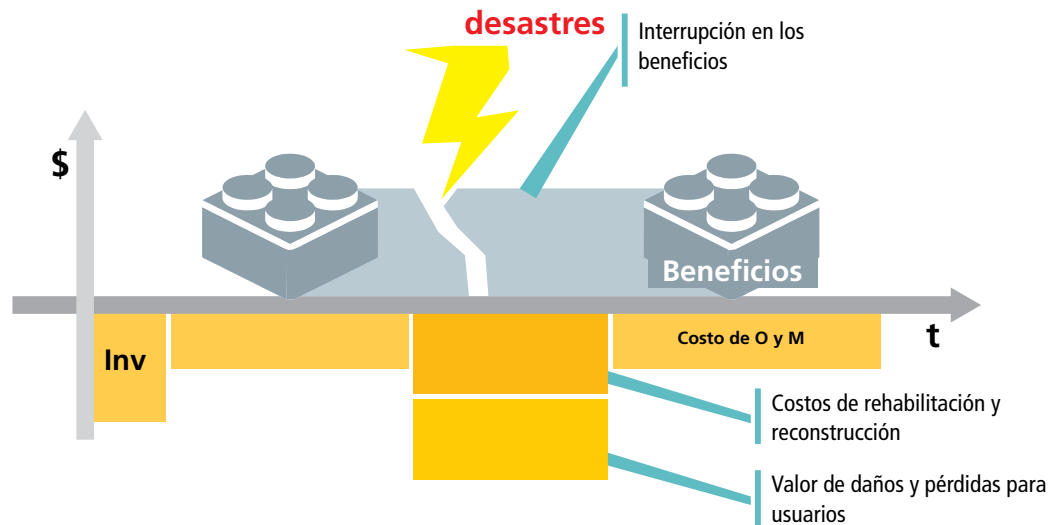 desastres
Interrupción en los
beneficios
$
Beneficios
Inv
Costo de O y M
t
Costos de rehabilitación y
reconstrucción
Valor de daños y pérdidas para
usuarios